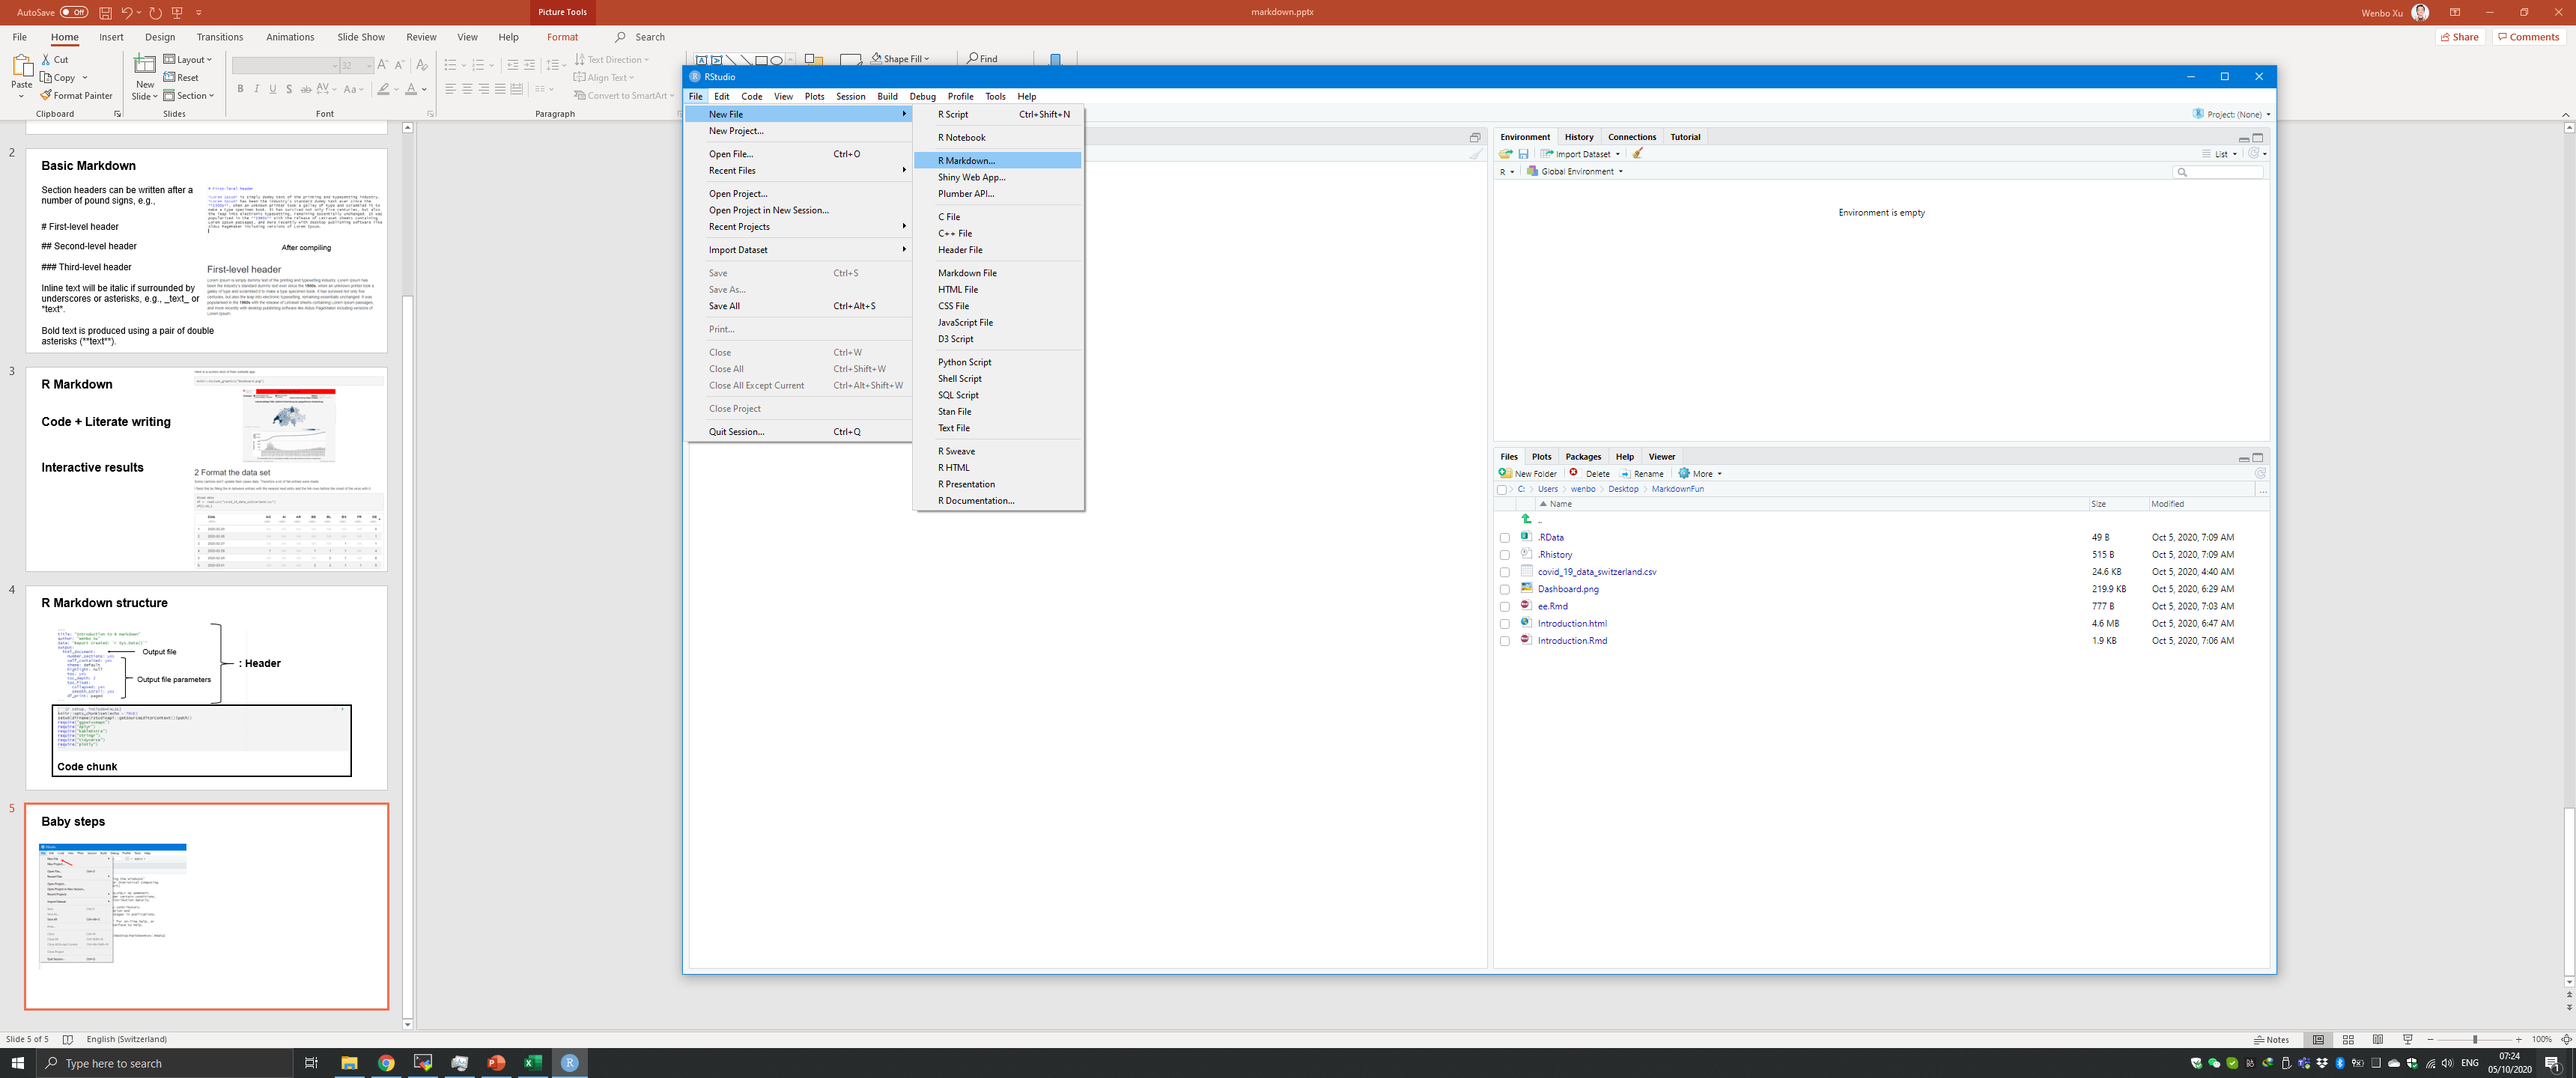 AutoSave Off
Picture Tools
markdown.pptx
Wenbo Xu
File Home Insert Design Transitions Animations Slide Show Review View Help Format Search
Share Comments
Paste
Cut
Copy
Format Painter
Clipboard
New
Slide
Layout
Reset
Section
Slides
32
Font
Text Direction
Align Text
Convert to SmartArt
Paragraph
Shape Fill
Find
2
Basic Markdown
Section headers can be written after a
number of pound signs, e.g.,
# First-level header
## Second-level header
### Third-level header
Inline text will be italic if surrounded by
underscores or asterisks, e.g., _text_ or
*text*.
Bold text is produced using a pair of double
asterisks (**text**).
# First-level header
After compiling
First-level header
3
R Markdown
Code + Literate writing
Interactive results
2 Format the data set
4
R Markdown structure
Output file
Output file parameters
: Header
Code chunk
5
Baby steps
RStudio
File Edit Code View Plots Session Build Debug Profile Tools Help
Project: (None)
New File
New Project...
Open File... Ctrl+O
Recent Files
Open Project...
Open Project in New Session...
Recent Projects
Import Dataset
Save Ctrl+S
Save As...
Save All Ctrl+Alt+S
Print...
Close Ctrl+W
Close All Ctrl+Shift+W
Close All Except Current Ctrl+Alt+Shift+W
Close Project
Quit Session... Ctrl+Q
R Script Ctrl+Shift+N
R Notebook
R Markdown...
Shiny Web App...
Plumber API...
C File
C++ File
Header File
Markdown File
HTML File
CSS File
JavaScript File
D3 Script
Python Script
Shell Script
SQL Script
Stan File
Text File
R Sweave
R HTML
R Presentation
R Documentation...
Environment History Connections Tutorial
Import Dataset
List
R Global Environment
Environment is empty
Files Plots Packages Help Viewer
New Folder Delete Rename More
C: Users wenbo Desktop MarkdownFun
Name Size Modified
..
.RData 49 B Oct 5, 2020, 7:09 AM
.Rhistory 515 B Oct 5, 2020, 7:09 AM
covid_19_data_switzerland.csv 24.6 KB Oct 5, 2020, 4:40 AM
Dashboard.png 219.9 KB Oct 5, 2020, 6:29 AM
ee.Rmd 777 B Oct 5, 2020, 7:03 AM
Introduction.html 4.6 MB Oct 5, 2020, 6:47 AM
Introduction.Rmd 1.9 KB Oct 5, 2020, 7:06 AM
Slide 5 of 5 English (Switzerland)
Notes 100%
Type here to search
ENG
07:24
05/10/2020